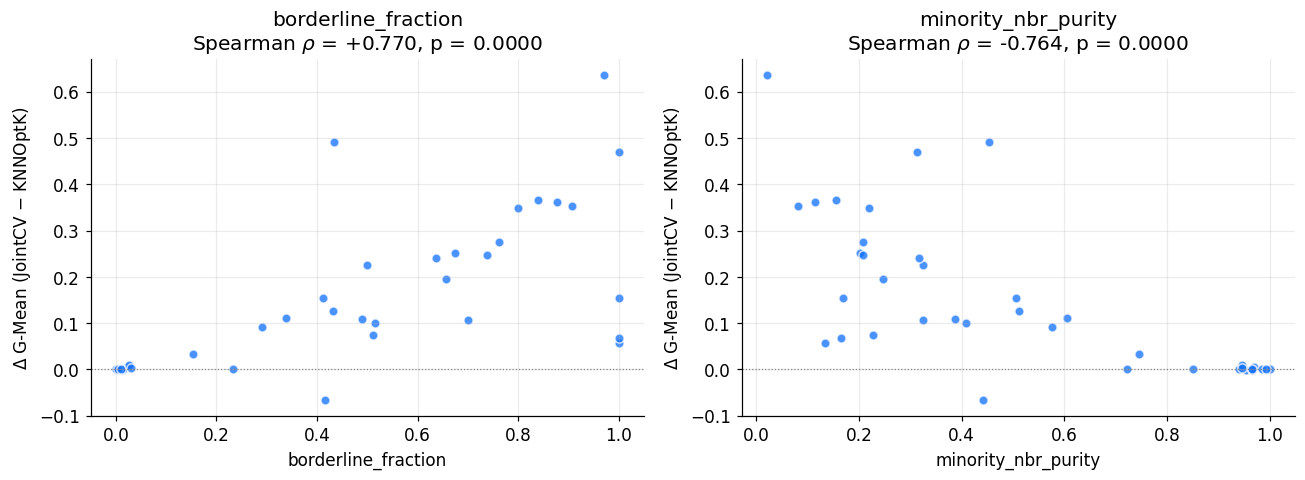 borderline_fraction
Spearman ρ = +0.770, p = 0.0000
Δ G-Mean (JointCV − KNNOptK)
0.6
0.5
0.4
0.3
0.2
0.1
0.0
−0.1
0.0 0.2 0.4 0.6 0.8 1.0
borderline_fraction
minority_nbr_purity
Spearman ρ = -0.764, p = 0.0000
Δ G-Mean (JointCV − KNNOptK)
0.6
0.5
0.4
0.3
0.2
0.1
0.0
−0.1
0.0 0.2 0.4 0.6 0.8 1.0
minority_nbr_purity